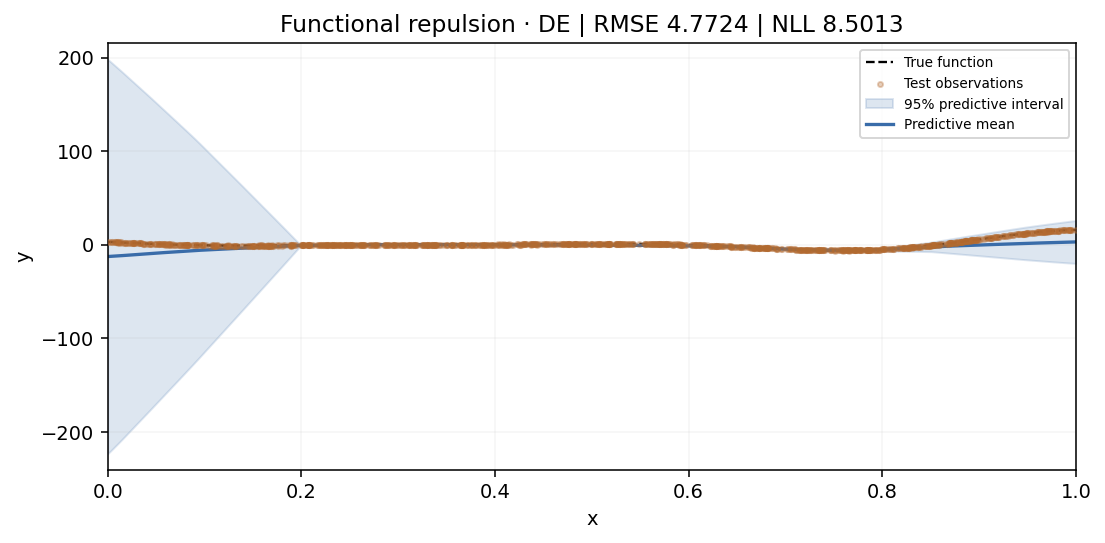 Functional repulsion · DE | RMSE 4.7724 | NLL 8.5013
True function
Test observations
95% predictive interval
Predictive mean
200
100
0
−100
−200
y
0.0 0.2 0.4 0.6 0.8 1.0
x